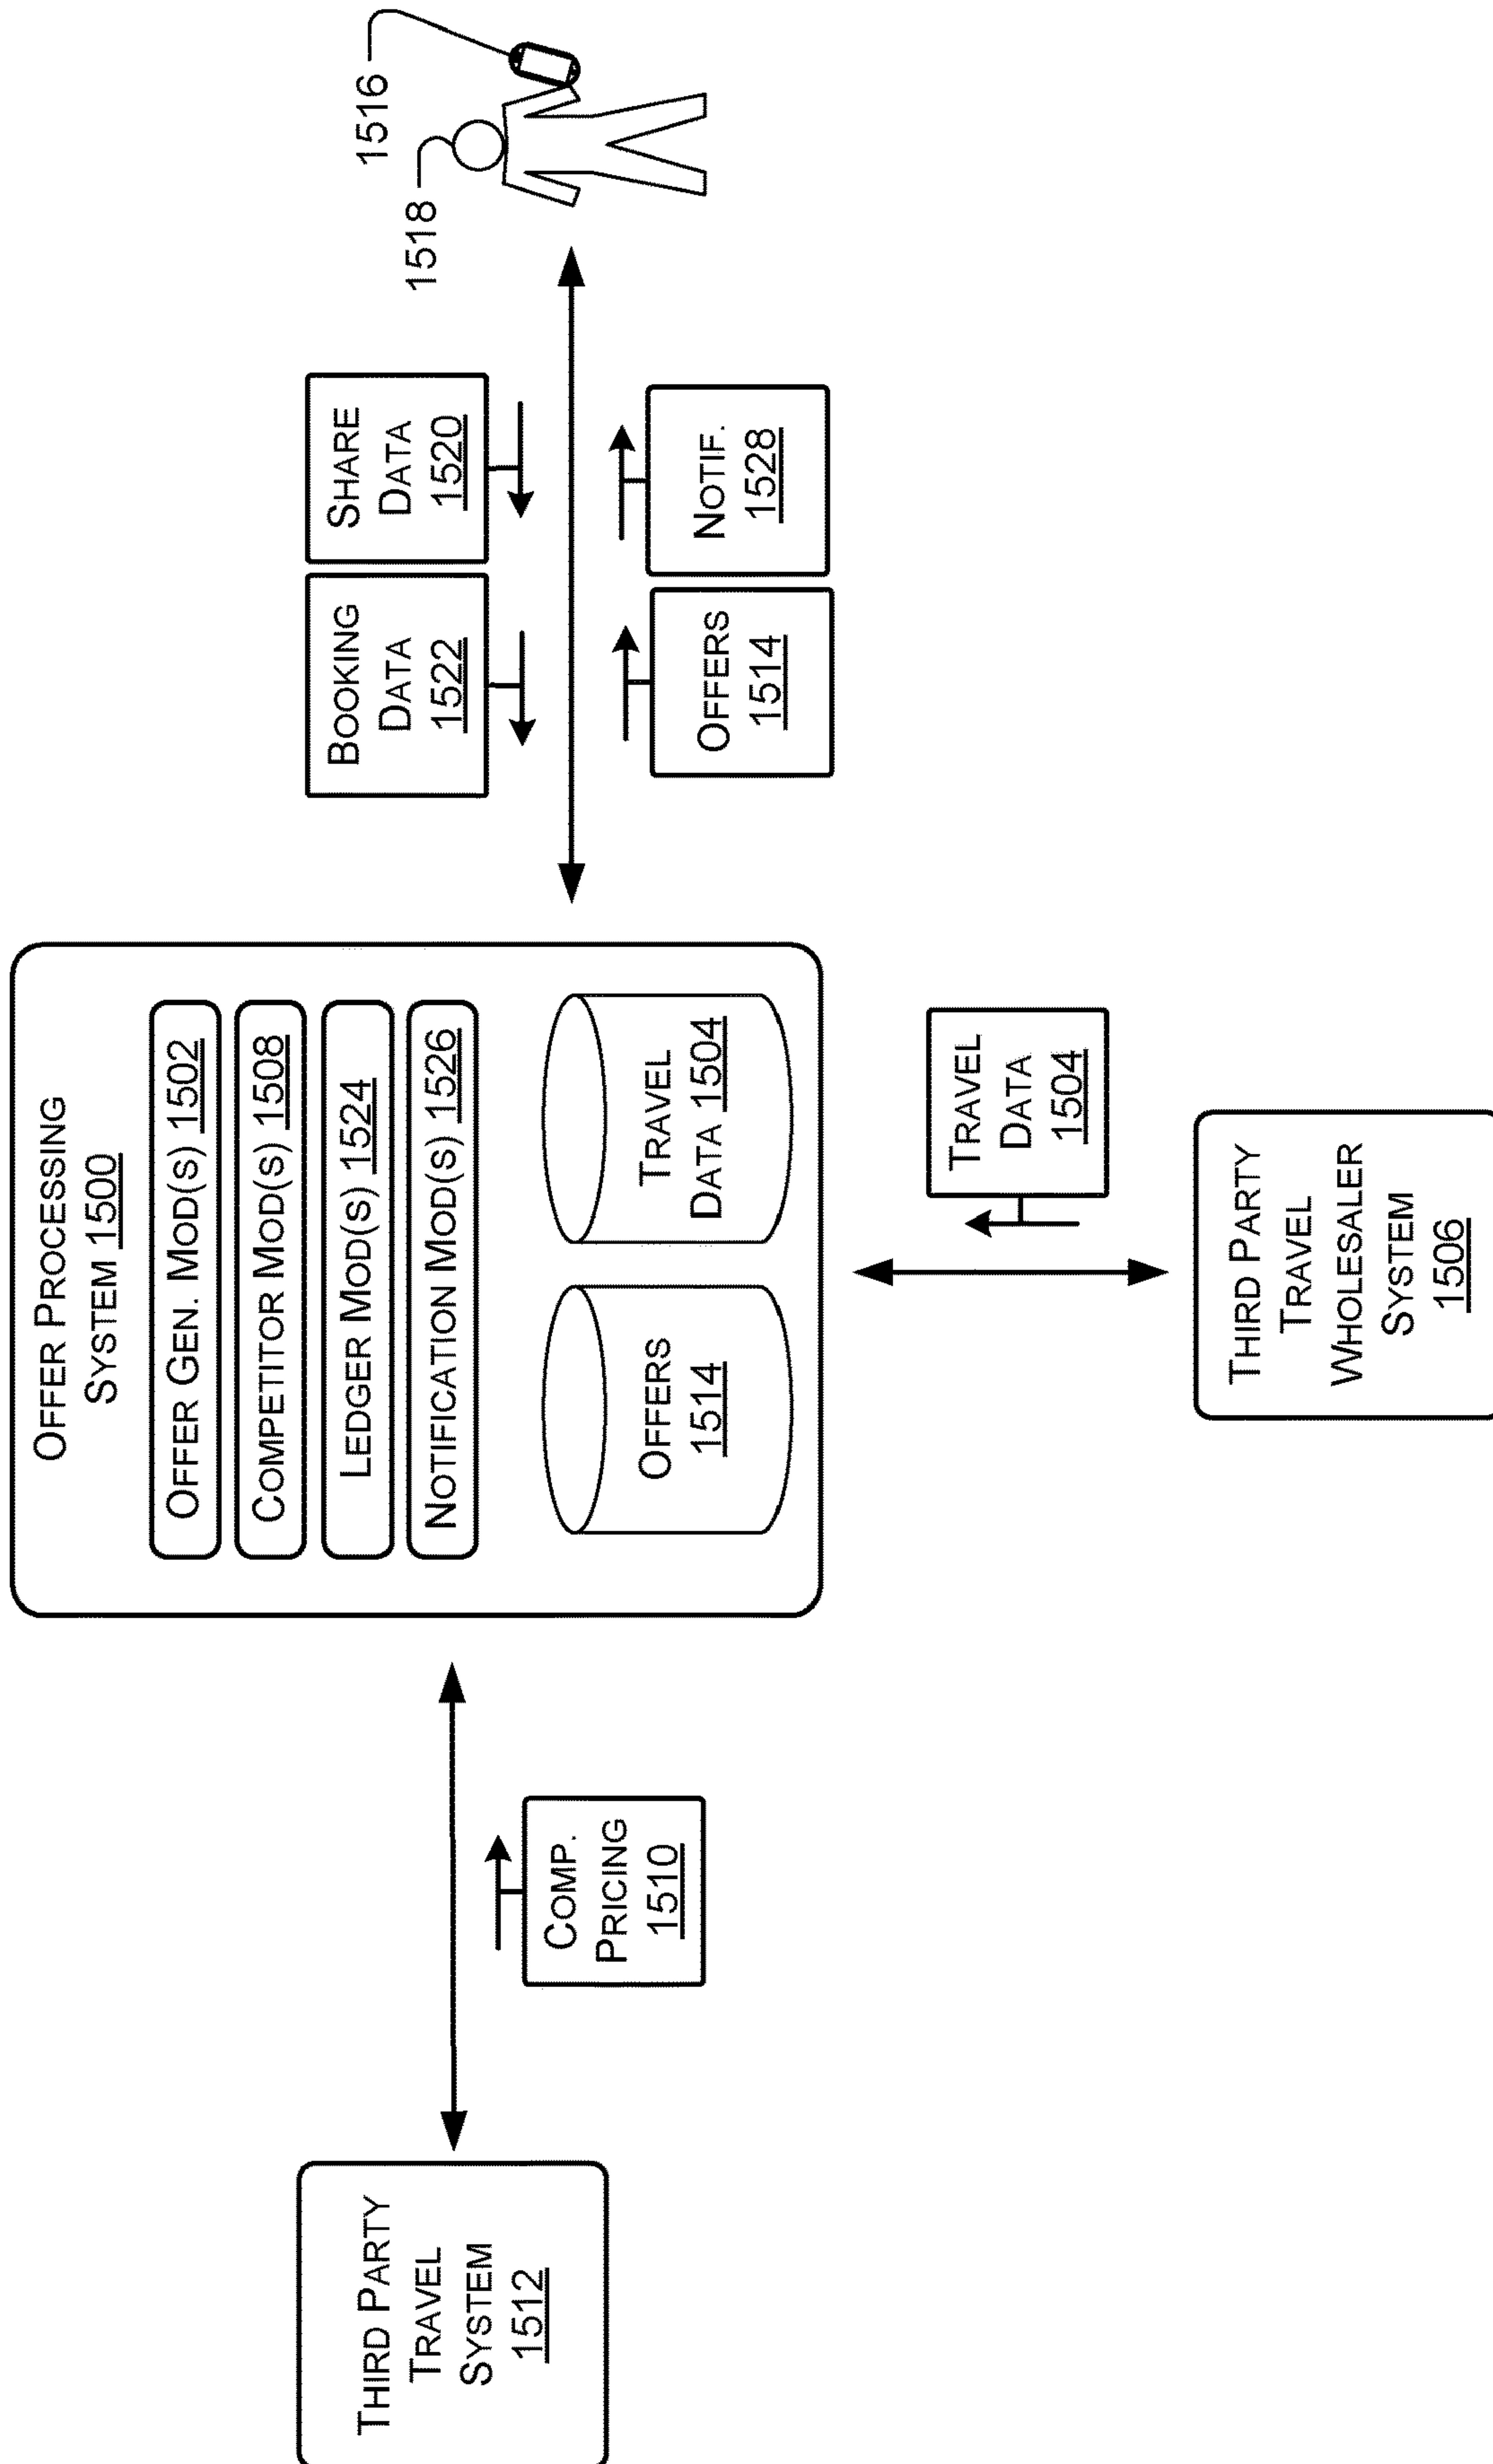 OFFER PROCESSING
SYSTEM 1500
OFFER GEN. MOD(S) 1502
COMPETITOR MOD(S) 1508
LEDGER MOD(S) 1524
NOTIFICATION MOD(S) 1526
OFFERS
1514
TRAVEL
DATA 1504
THIRD PARTY
TRAVEL
SYSTEM
1512
COMP.
PRICING
1510
BOOKING
DATA
1522
SHARE
DATA
1520
OFFERS
1514
NOTIF.
1528
1516
1518
TRAVEL
DATA
1504
THIRD PARTY
TRAVEL
WHOLESALER
SYSTEM
1506